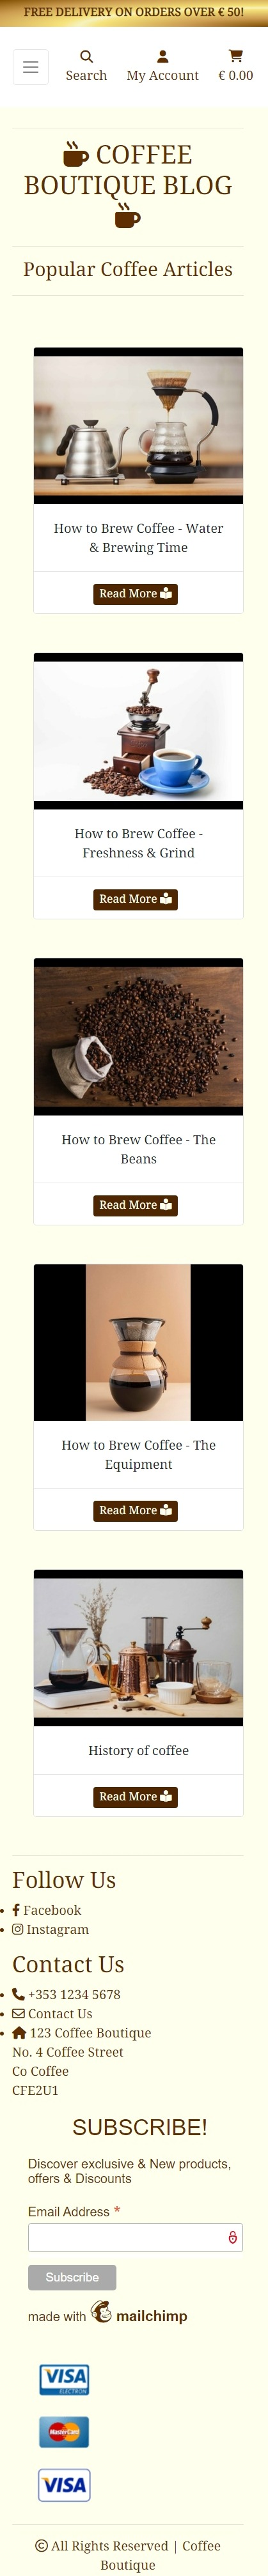 FREE DELIVERY ON ORDERS OVER € 50!
Search
My Account
€ 0.00
COFFEE
BOUTIQUE BLOG
Popular Coffee Articles
How to Brew Coffee - Water
& Brewing Time
Read More
How to Brew Coffee -
Freshness & Grind
Read More
How to Brew Coffee - The
Beans
Read More
How to Brew Coffee - The
Equipment
Read More
History of coffee
Read More
Follow Us
Facebook
Instagram
Contact Us
+353 1234 5678
Contact Us
123 Coffee Boutique
No. 4 Coffee Street
Co Coffee
CFE2U1
SUBSCRIBE!
Discover exclusive & New products,
offers & Discounts
Email Address *
Subscribe
made with mailchimp
VISA
ELECTRON
MasterCard
VISA
© All Rights Reserved | Coffee
Boutique